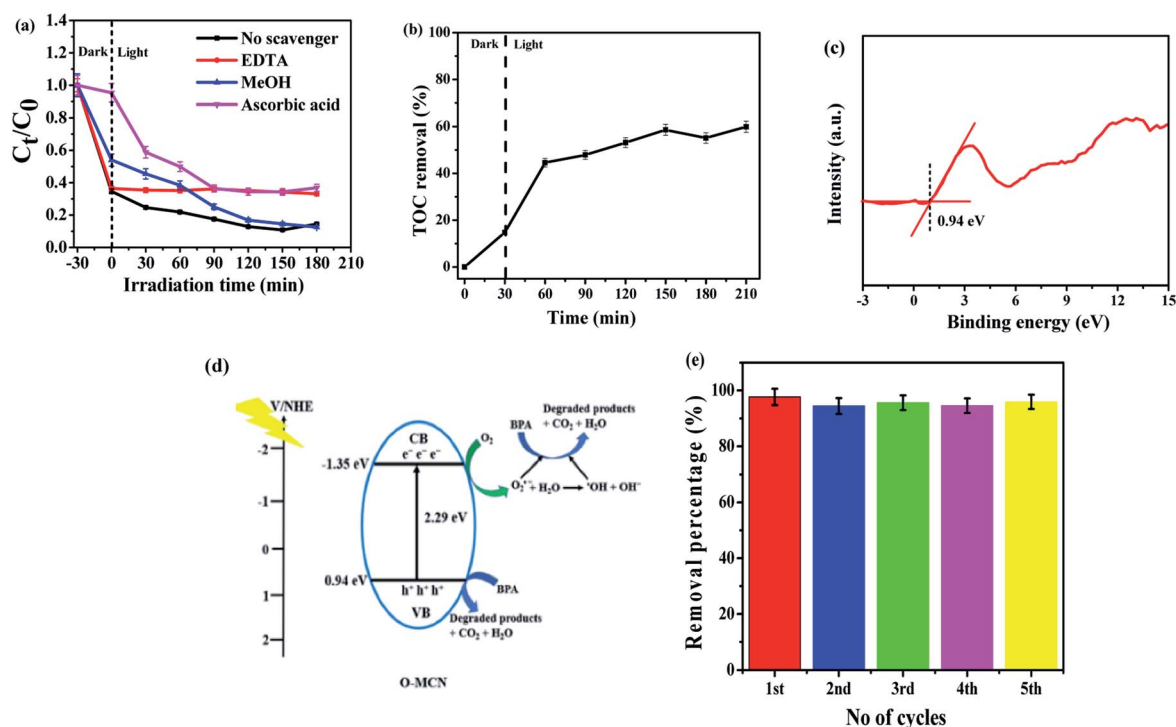 (a)
1.4
1.2
1.0
0.8
0.6
0.4
0.2
0.0
Ct/C0
Dark Light
No scavenger
EDTA
MeOH
Ascorbic acid
-30 0 30 60 90 120 150 180 210
Irradiation time (min)
(b)
100
80
60
40
20
0
TOC removal (%)
Dark Light
0 30 60 90 120 150 180 210
Time (min)
(c)
Intensity (a.u.)
0.94 eV
-3 0 3 6 9 12 15
Binding energy (eV)
(d)
V/NHE
-2
-1
0
1
2
-1.35 eV
0.94 eV
CB
e⁻ e⁻ e⁻
2.29 eV
h⁺ h⁺ h⁺
VB
O₂
BPA
Degraded products
+ CO₂ + H₂O
O₂•⁻ + H₂O → •OH + OH⁻
BPA
Degraded products
+ CO₂ + H₂O
O-MCN
(e)
100
80
60
40
20
0
Removal percentage (%)
1st 2nd 3rd 4th 5th
No of cycles